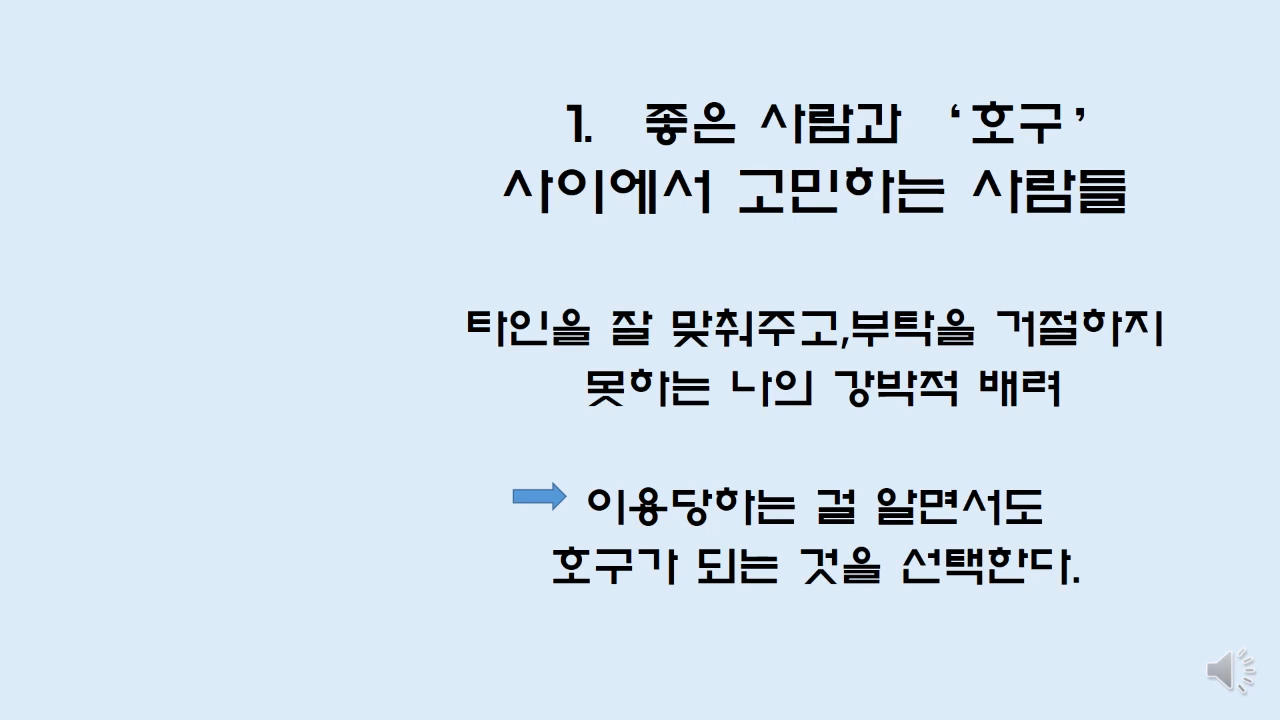 1. 좋은 사람과 ‘호구’
사이에서 고민하는 사람들
타인을 잘 맞춰주고,부탁을 거절하지
못하는 나의 강박적 배려
이용당하는 걸 알면서도
호구가 되는 것을 선택한다.